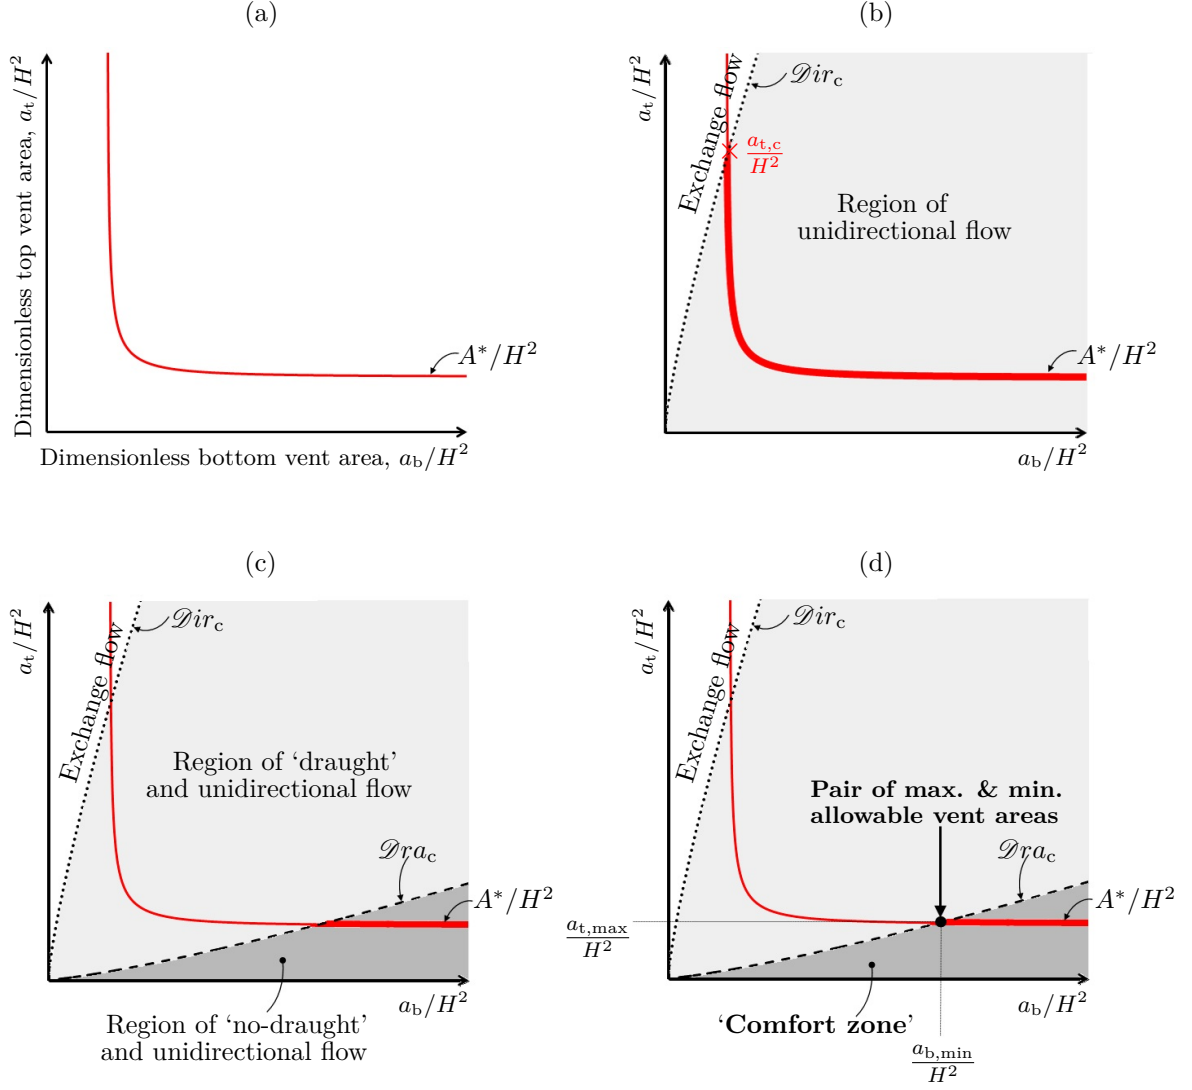 (a)
Dimensionless top vent area, a_t/H^2
A*/H^2
Dimensionless bottom vent area, a_b/H^2
(b)
a_t/H^2
Exchange flow
𝒟ir_c
a_{t,c}/H^2
Region of
unidirectional flow
A*/H^2
a_b/H^2
(c)
a_t/H^2
Exchange flow
𝒟ir_c
Region of ‘draught’
and unidirectional flow
𝒟ra_c
A*/H^2
a_b/H^2
Region of ‘no-draught’
and unidirectional flow
(d)
a_t/H^2
Exchange flow
𝒟ir_c
Pair of max. & min.
allowable vent areas
𝒟ra_c
A*/H^2
a_{t,max}/H^2
a_b/H^2
‘Comfort zone’
a_{b,min}/H^2